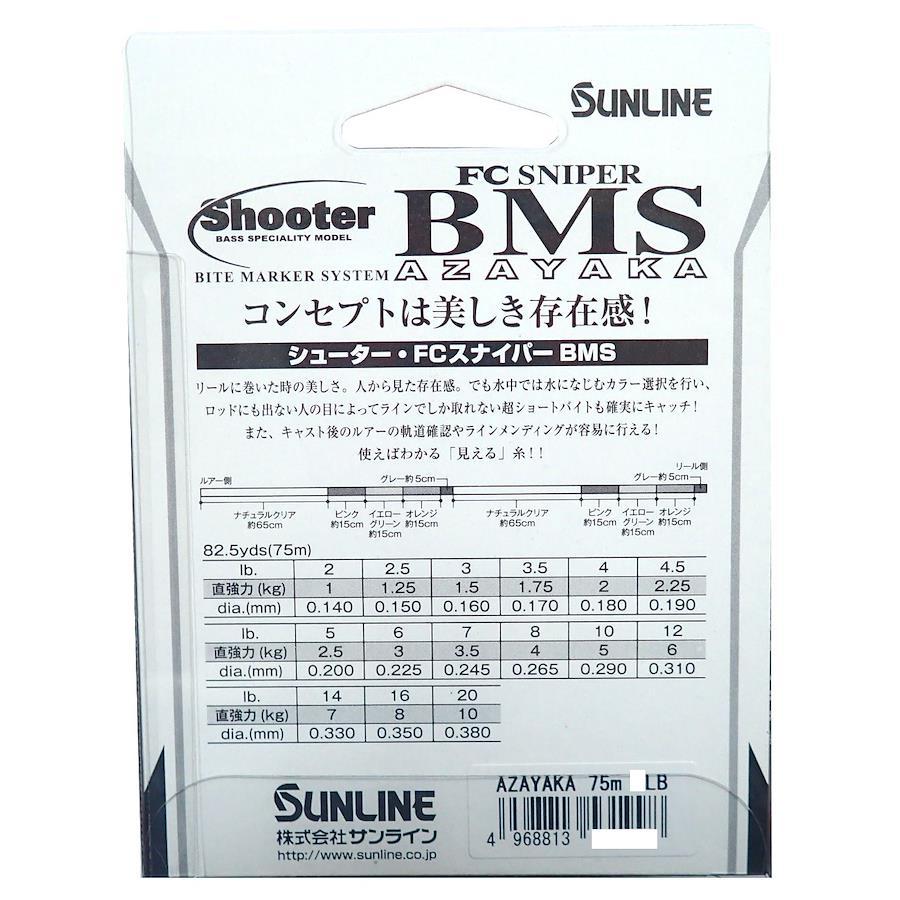 SUNLINE
FC SNIPER
Shooter
BMS
BASS SPECIALITY MODEL
BITE MARKER SYSTEM AZAYAKA
コンセプトは美しき存在感！
シューター・FCスナイパー BMS
リールに巻いた時の美しさ。人から見た存在感。でも水中では水になじむカラー選択を行い、
ロッドにも出ない人の目によってラインでしか取れない超ショートバイトも確実にキャッチ！
また、キャスト後のルアーの軌道確認やラインメンディングが容易に行える！
使えばわかる「見える」糸！！
ルアー側 グレー約5cm リール側 グレー約5cm
ナチュラルクリア 約65cm ピンク 約15cm イエロー グリーン 約15cm オレンジ 約15cm ナチュラルクリア 約65cm ピンク 約15cm イエロー グリーン 約15cm オレンジ 約15cm
82.5yds(75m)
lb. 2 2.5 3 3.5 4 4.5
直強力 (kg) 1 1.25 1.5 1.75 2 2.25
dia.(mm) 0.140 0.150 0.160 0.170 0.180 0.190
lb. 5 6 7 8 10 12
直強力 (kg) 2.5 3 3.5 4 5 6
dia.(mm) 0.200 0.225 0.245 0.265 0.290 0.310
lb. 14 16 20
直強力 (kg) 7 8 10
dia.(mm) 0.330 0.350 0.380
SUNLINE
株式会社サンライン
http://www.sunline.co.jp
AZAYAKA 75m LB
4 968813